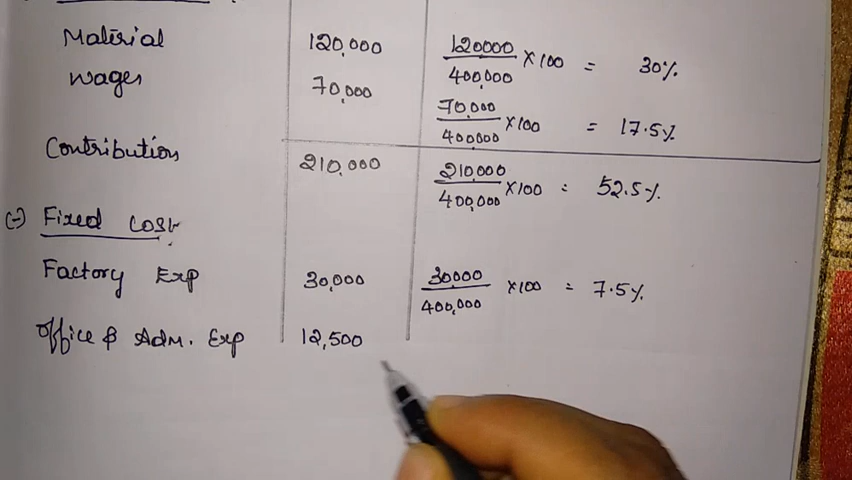 Material 120,000 120000/400,000 ×100 = 30%
Wages 70,000 70,000/400000 ×100 = 17.5%
Contribution 210,000 210,000/400,000 ×100 = 52.5%
(-) Fixed Cost
Factory Exp 30,000 30000/400,000 ×100 = 7.5%
Office & Adm. Exp 12,500